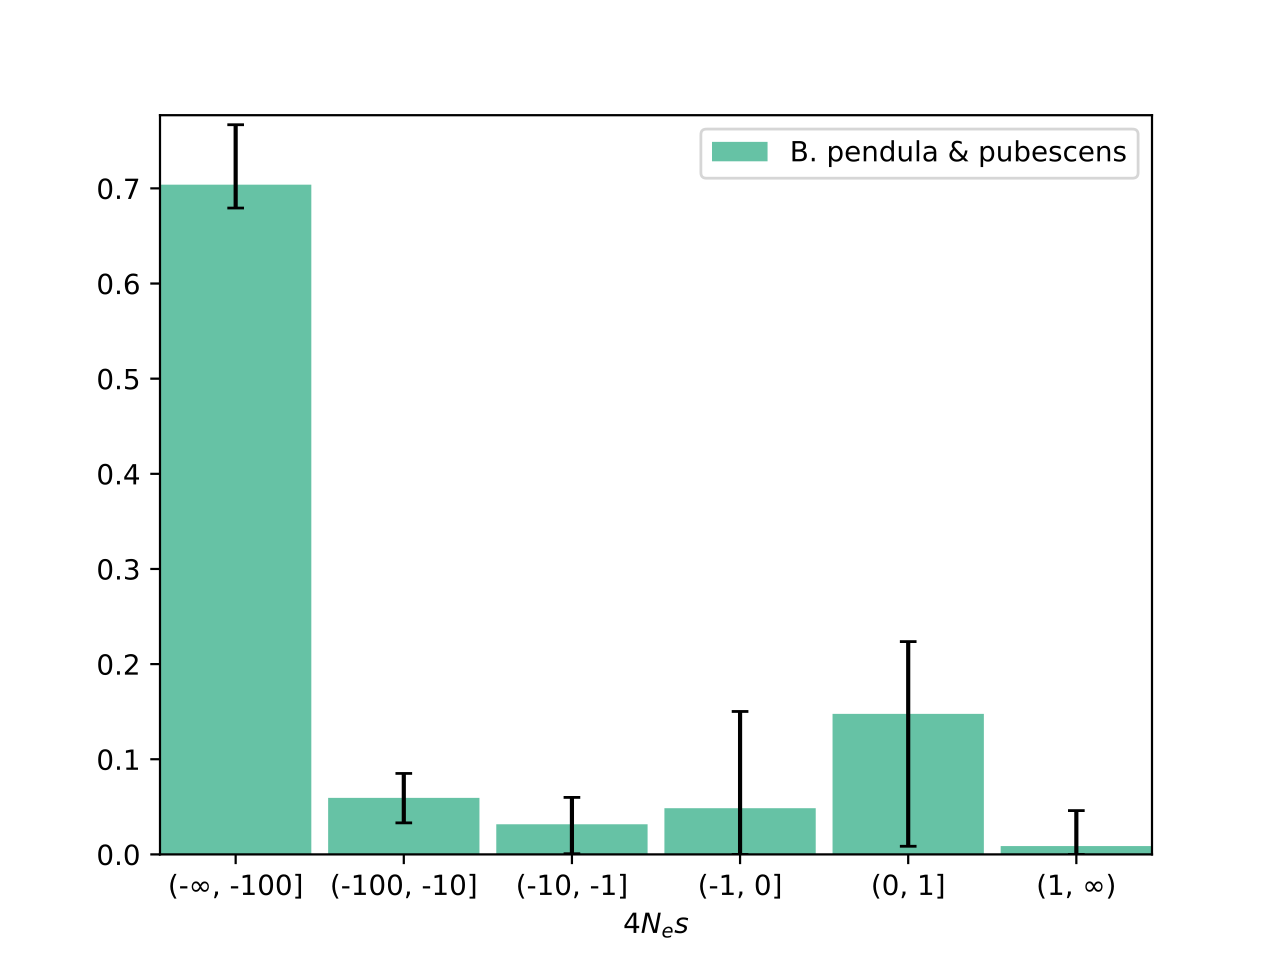 B. pendula & pubescens
0.7
0.6
0.5
0.4
0.3
0.2
0.1
0.0
(-∞, -100] (-100, -10] (-10, -1] (-1, 0] (0, 1] (1, ∞)
4Nₑs